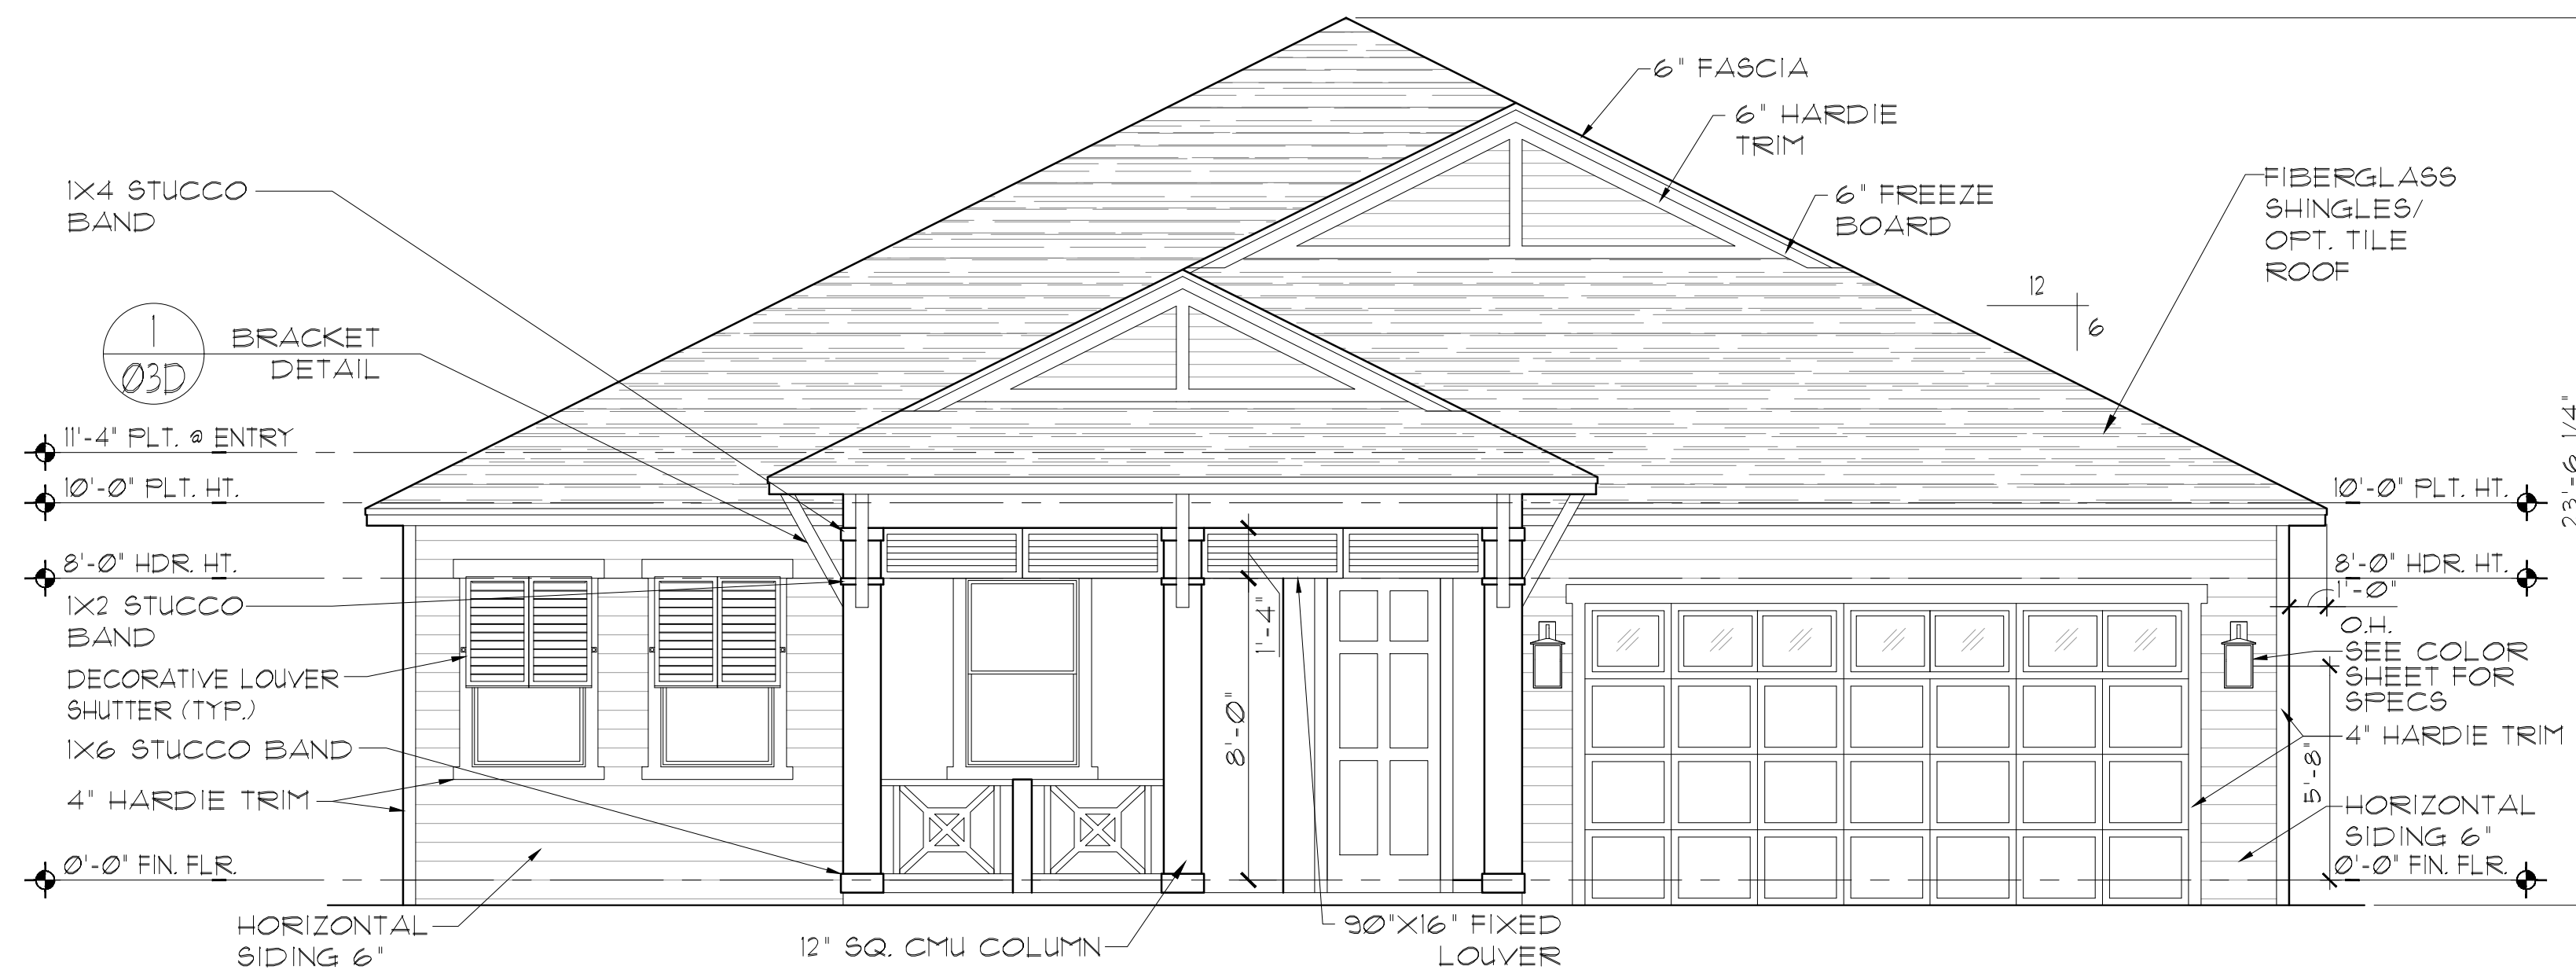 6" FASCIA
6" HARDIE
TRIM
6" FREEZE
BOARD
FIBERGLASS
SHINGLES/
OPT. TILE
ROOF
12
6
1X4 STUCCO
BAND
1
Ø3D
BRACKET
DETAIL
11'-4" PLT. @ ENTRY
10'-0" PLT. HT.
8'-0" HDR. HT.
1X2 STUCCO
BAND
DECORATIVE LOUVER
SHUTTER (TYP.)
1X6 STUCCO BAND
4" HARDIE TRIM
0'-0" FIN. FLR.
HORIZONTAL
SIDING 6"
12" SQ. CMU COLUMN
1'-4"
8'-0"
90"X16" FIXED
LOUVER
23'-6 1/4"
10'-0" PLT. HT.
8'-0" HDR. HT.
1'-0"
O.H.
SEE COLOR
SHEET FOR
SPECS
4" HARDIE TRIM
5'-8"
HORIZONTAL
SIDING 6"
0'-0" FIN. FLR.